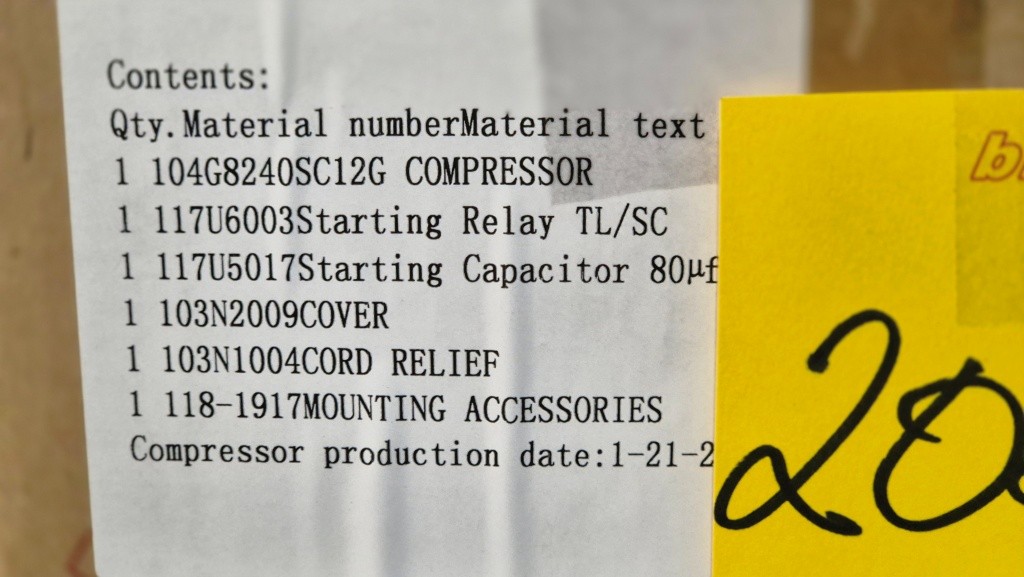 Contents:
Qty.Material numberMaterial text
1 104G8240SC12G COMPRESSOR
1 117U6003Starting Relay TL/SC
1 117U5017Starting Capacitor 80µf
1 103N2009COVER
1 103N1004CORD RELIEF
1 118-1917MOUNTING ACCESSORIES
Compressor production date:1-21-2
20